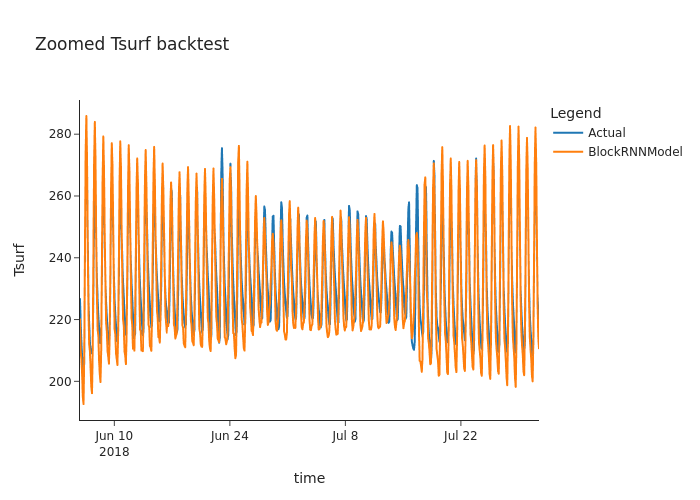 Zoomed Tsurf backtest
Legend
Actual
BlockRNNModel
Tsurf
280
260
240
220
200
Jun 10
2018
Jun 24
Jul 8
Jul 22
time